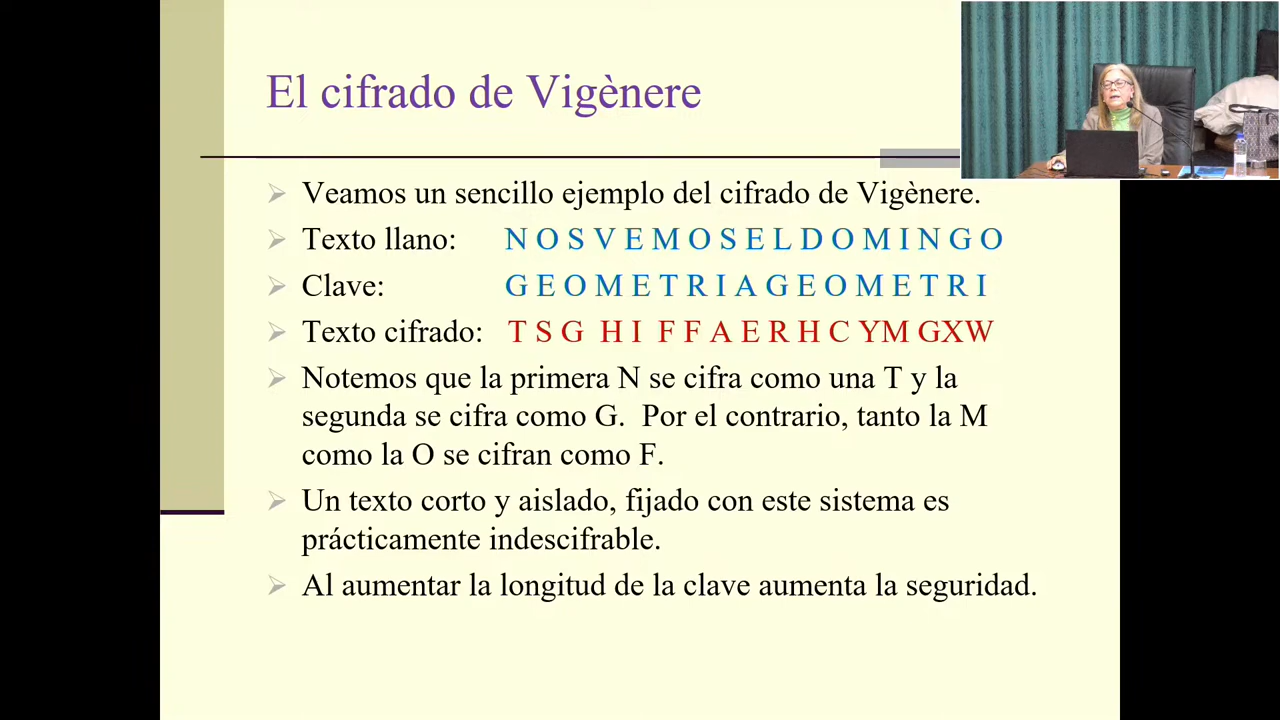 El cifrado de Vigènere
Veamos un sencillo ejemplo del cifrado de Vigènere.
Texto llano: N O S V E M O S E L D O M I N G O
Clave: G E O M E T R I A G E O M E T R I
Texto cifrado: T S G H I F F A E R H C Y M G X W
Notemos que la primera N se cifra como una T y la
segunda se cifra como G. Por el contrario, tanto la M
como la O se cifran como F.
Un texto corto y aislado, fijado con este sistema es
prácticamente indescifrable.
Al aumentar la longitud de la clave aumenta la seguridad.